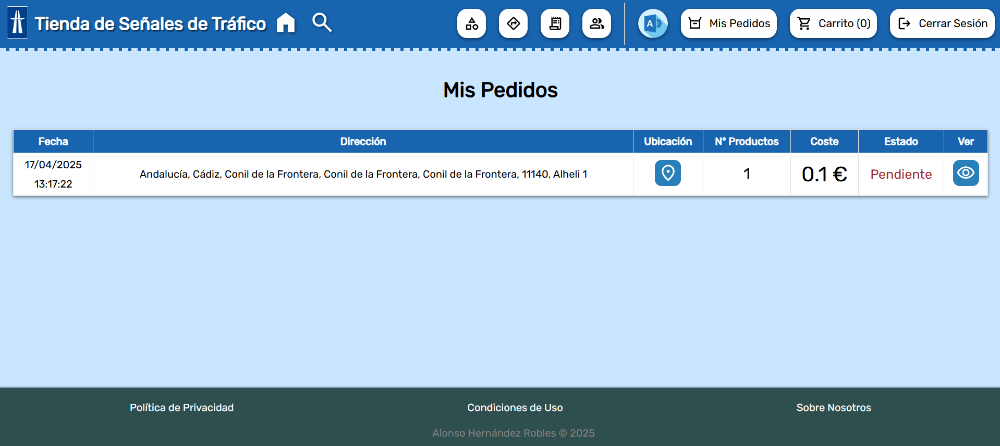 Tienda de Señales de Tráfico
A
Mis Pedidos
Carrito (0)
Cerrar Sesión
Mis Pedidos
Fecha Dirección Ubicación Nº Productos Coste Estado Ver
17/04/2025
13:17:22
Andalucía, Cádiz, Conil de la Frontera, Conil de la Frontera, Conil de la Frontera, 11140, Alheli 1
1
0.1 €
Pendiente
Política de Privacidad
Condiciones de Uso
Sobre Nosotros
Alonso Hernández Robles © 2025